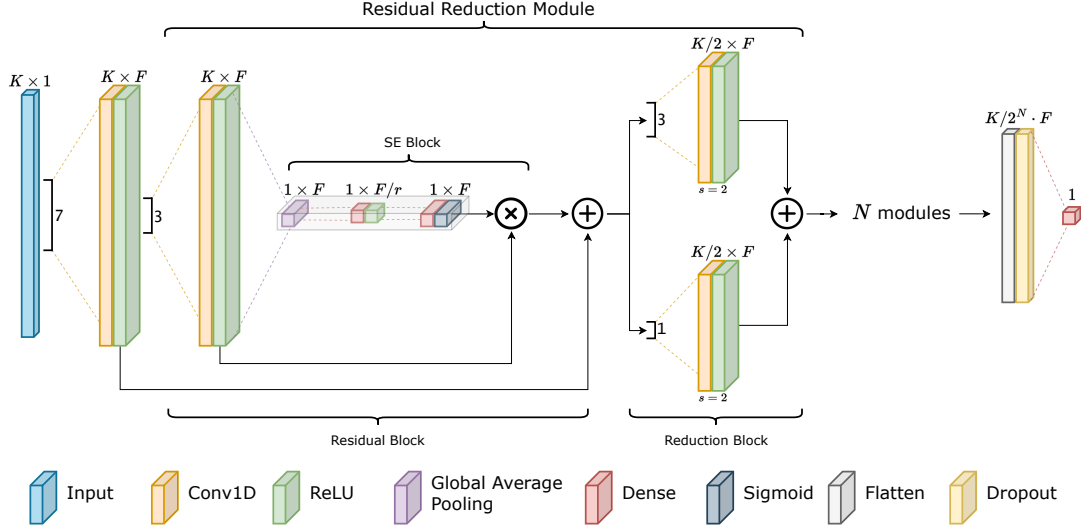 Residual Reduction Module
K × 1
K × F
K × F
K/2 × F
K/2^N · F
SE Block
1 × F
1 × F/r
1 × F
7
3
3
s = 2
1
N modules
K/2 × F
1
s = 2
Residual Block
Reduction Block
Input
Conv1D
ReLU
Global Average
Pooling
Dense
Sigmoid
Flatten
Dropout